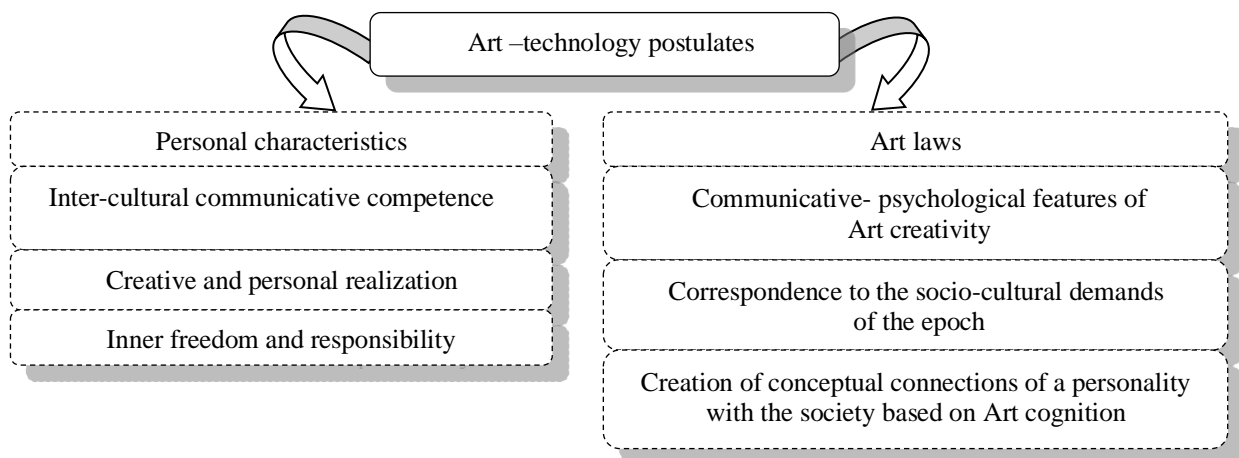 Art –technology postulates
Personal characteristics
Inter-cultural communicative competence
Creative and personal realization
Inner freedom and responsibility
Art laws
Communicative- psychological features of
Art creativity
Correspondence to the socio-cultural demands
of the epoch
Creation of conceptual connections of a personality
with the society based on Art cognition